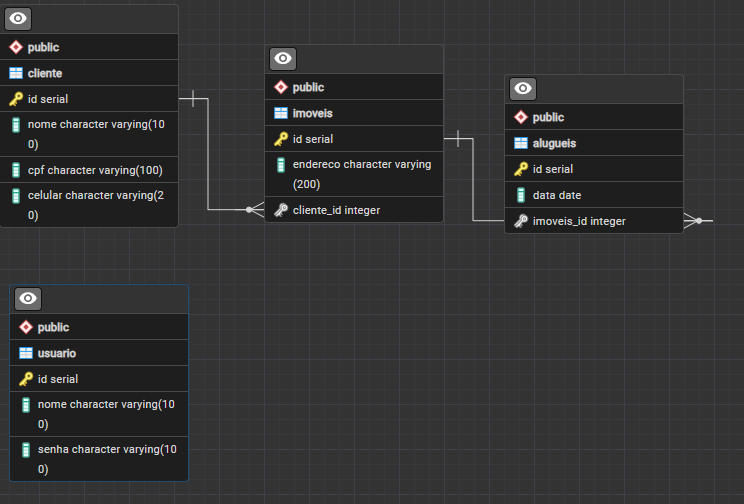 public
cliente
id serial
nome character varying(10
0)
cpf character varying(100)
celular character varying(2
0)
public
imoveis
id serial
endereco character varying
(200)
cliente_id integer
public
alugueis
id serial
data date
imoveis_id integer
public
usuario
id serial
nome character varying(10
0)
senha character varying(10
0)